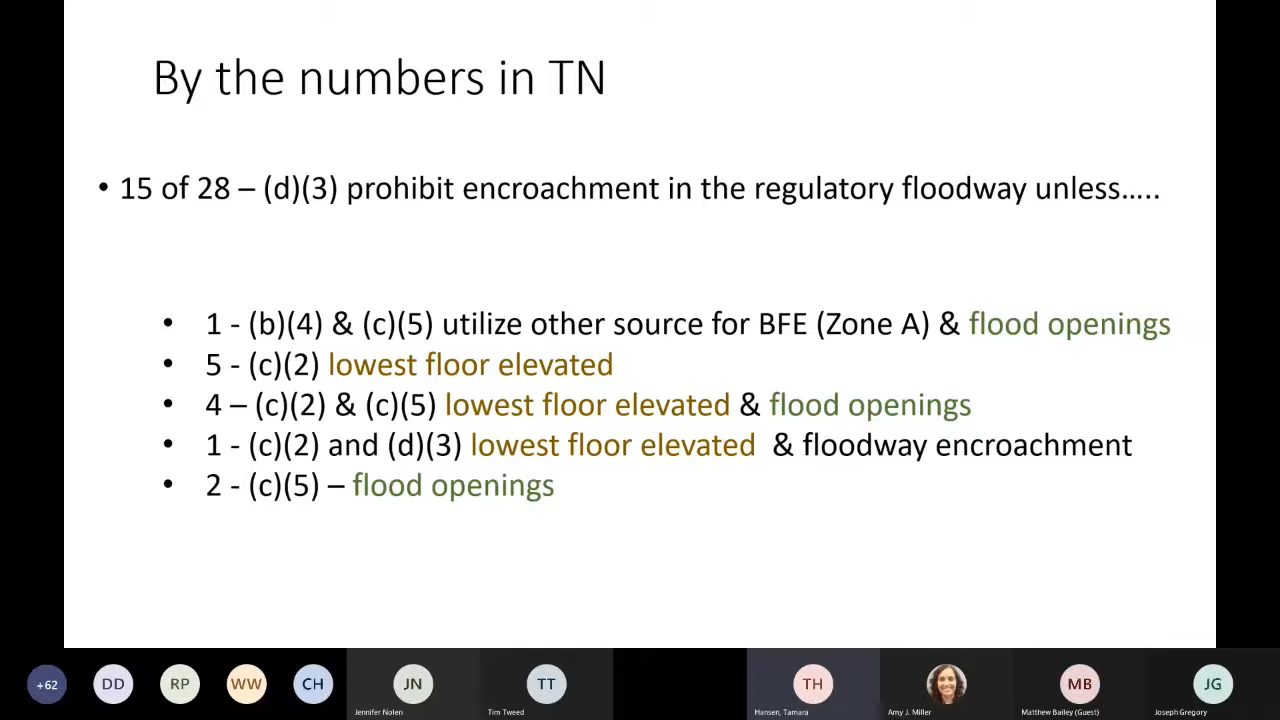 By the numbers in TN
• 15 of 28 – (d)(3) prohibit encroachment in the regulatory floodway unless…..
• 1 - (b)(4) & (c)(5) utilize other source for BFE (Zone A) & flood openings
• 5 - (c)(2) lowest floor elevated
• 4 – (c)(2) & (c)(5) lowest floor elevated & flood openings
• 1 - (c)(2) and (d)(3) lowest floor elevated & floodway encroachment
• 2 - (c)(5) – flood openings
+62 DD RP WW CH JN TT TH MB JG
Jennifer Nolen Tim Tweed Hansen, Tamara Amy J. Miller Matthew Bailey (Guest) Joseph Gregory